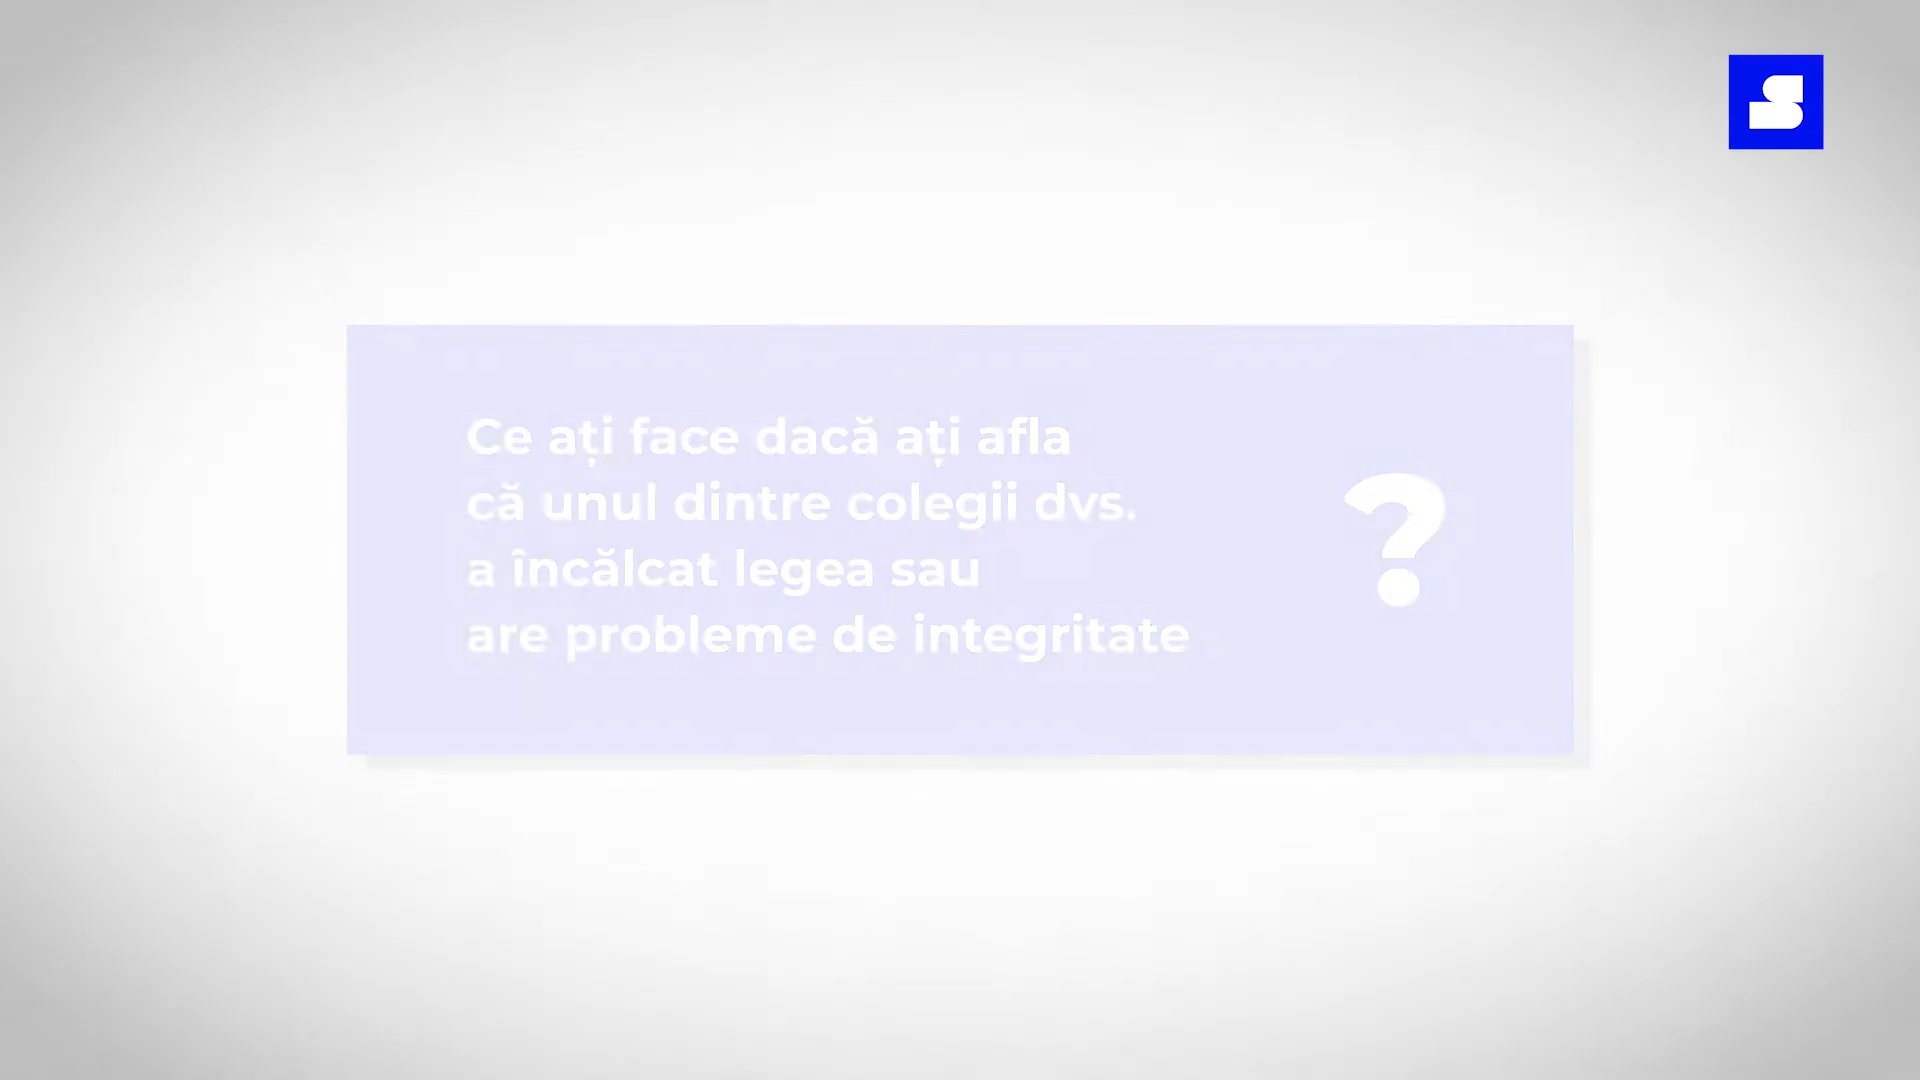 Ce ați face dacă ați afla
că unul dintre colegii dvs.
a încălcat legea sau
are probleme de integritate
?